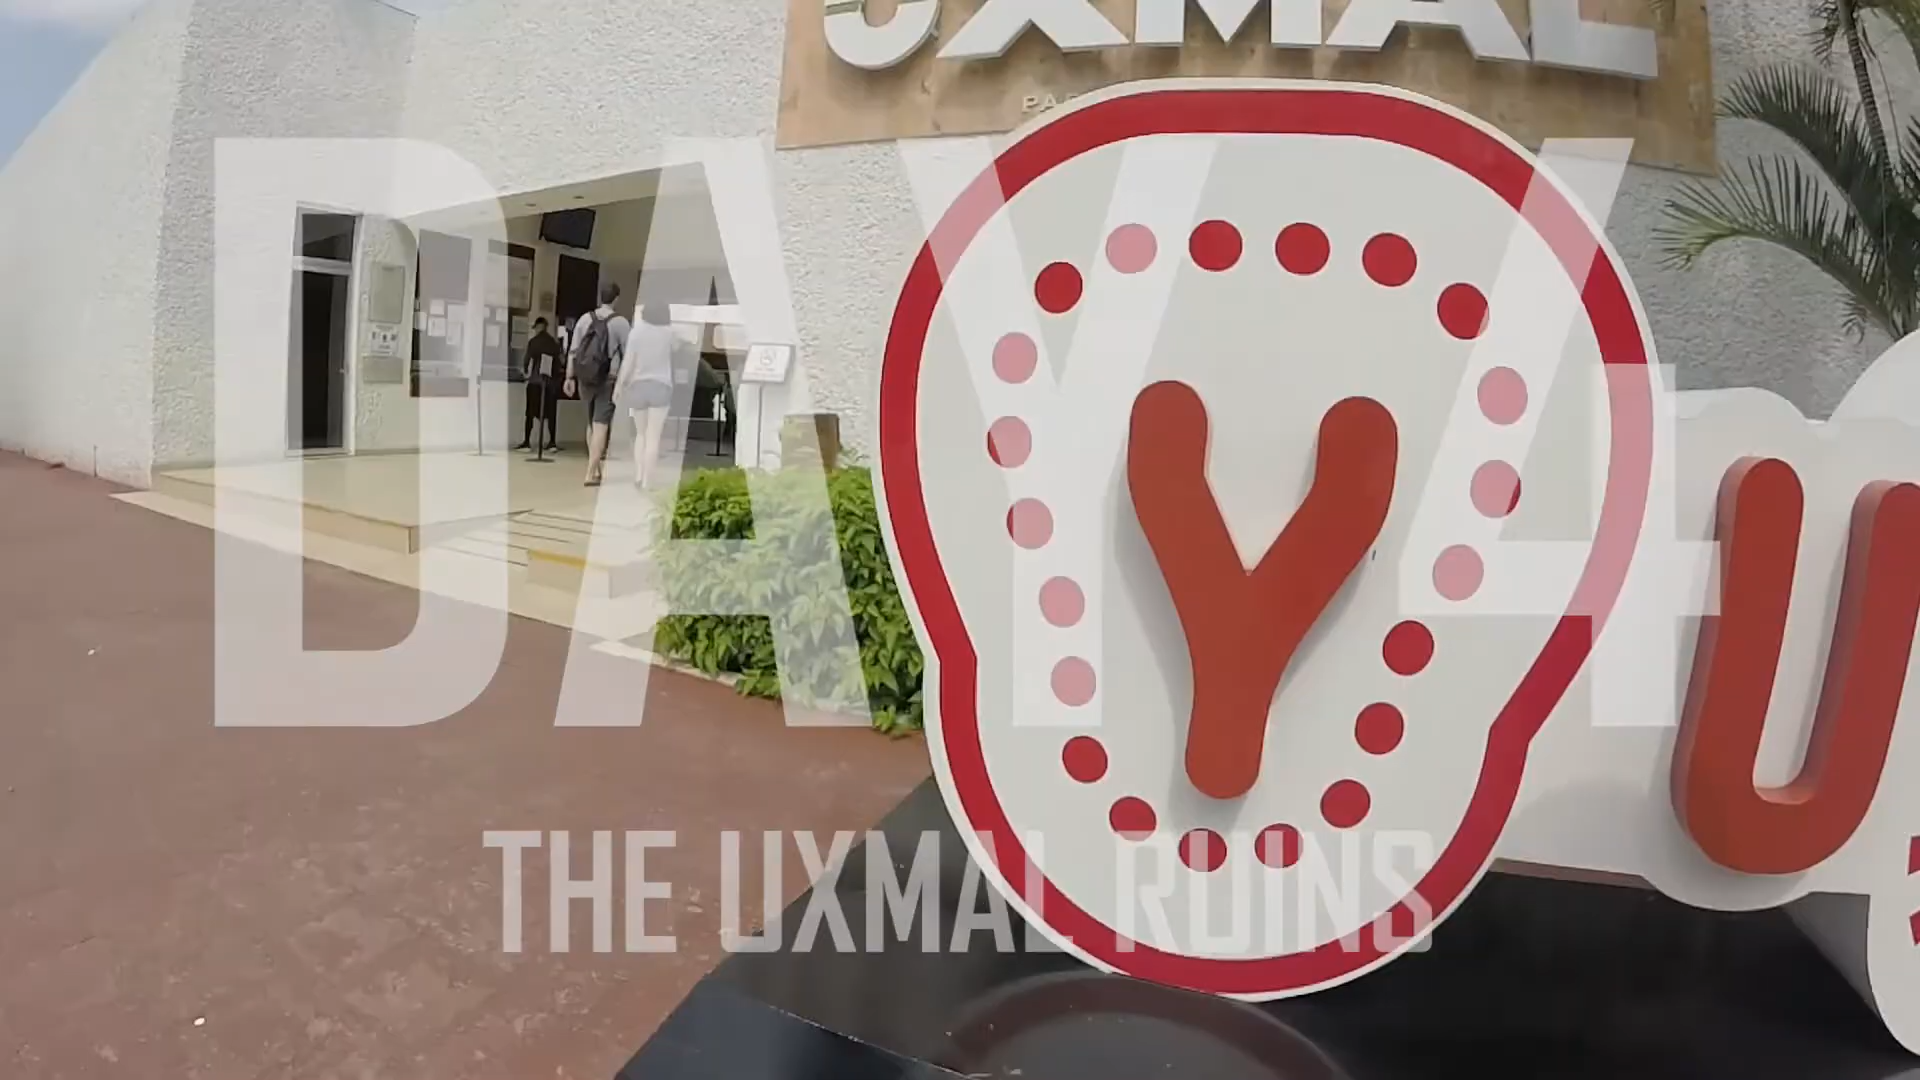 UXMAL
DAY 4
Y
U
THE UXMAL RUINS